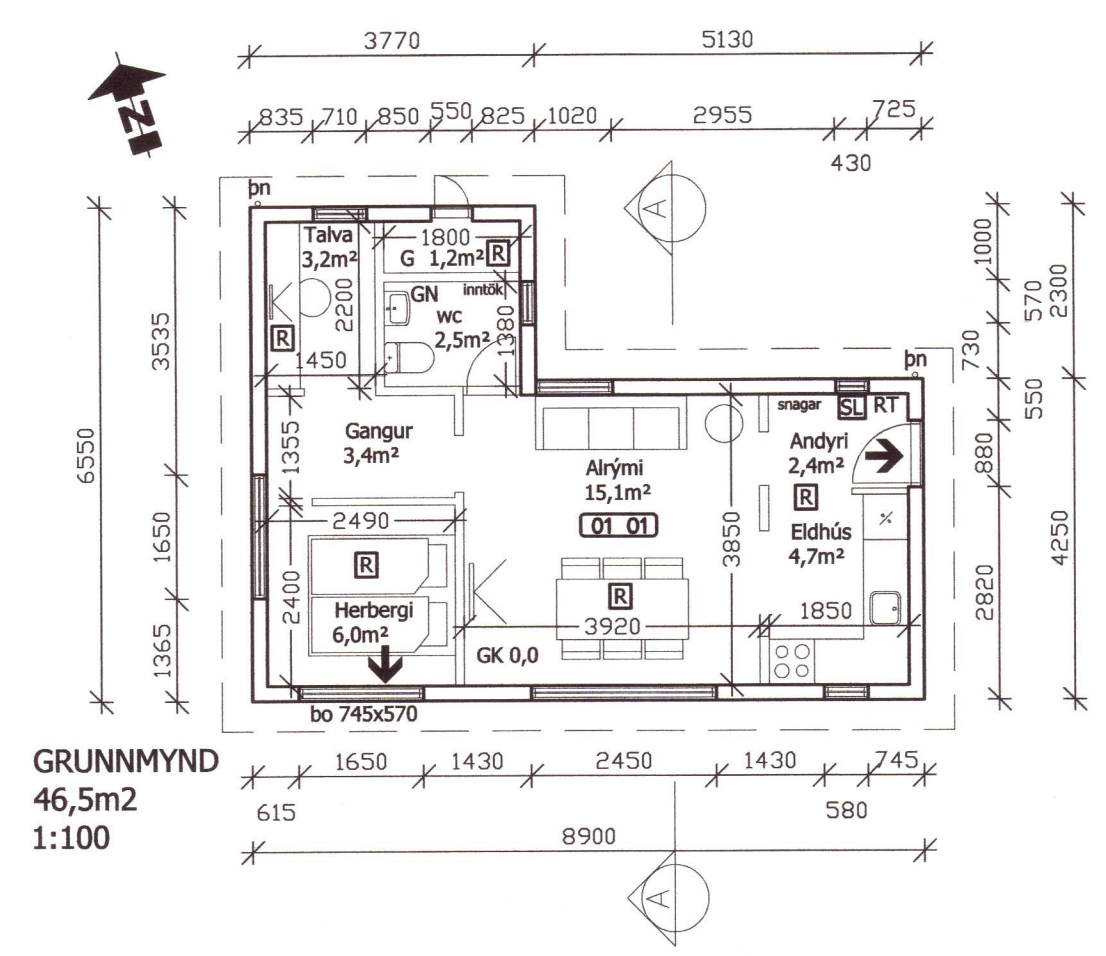 3770 5130
835 710 850 550 825 1020 2955 725
430
N
þn
A
Talva
3,2m²
1800
G 1,2m²
R
1000
570
2300
GN
inntök
wc
2,5m²
2200
1380
R
3535
1450
730
þn
550
6550
snagar
SL
RT
Gangur
3,4m²
1355
Andyri
2,4m²
880
Alrými
15,1m²
01 01
R
Eldhús
4,7m²
2490
3850
1650
4250
R
2400
Herbergi
6,0m²
R
3920
1850
2820
1365
GK 0,0
bo 745x570
GRUNNMYND
46,5m2
1:100
1650 1430 2450 1430 745
615 580
8900
A